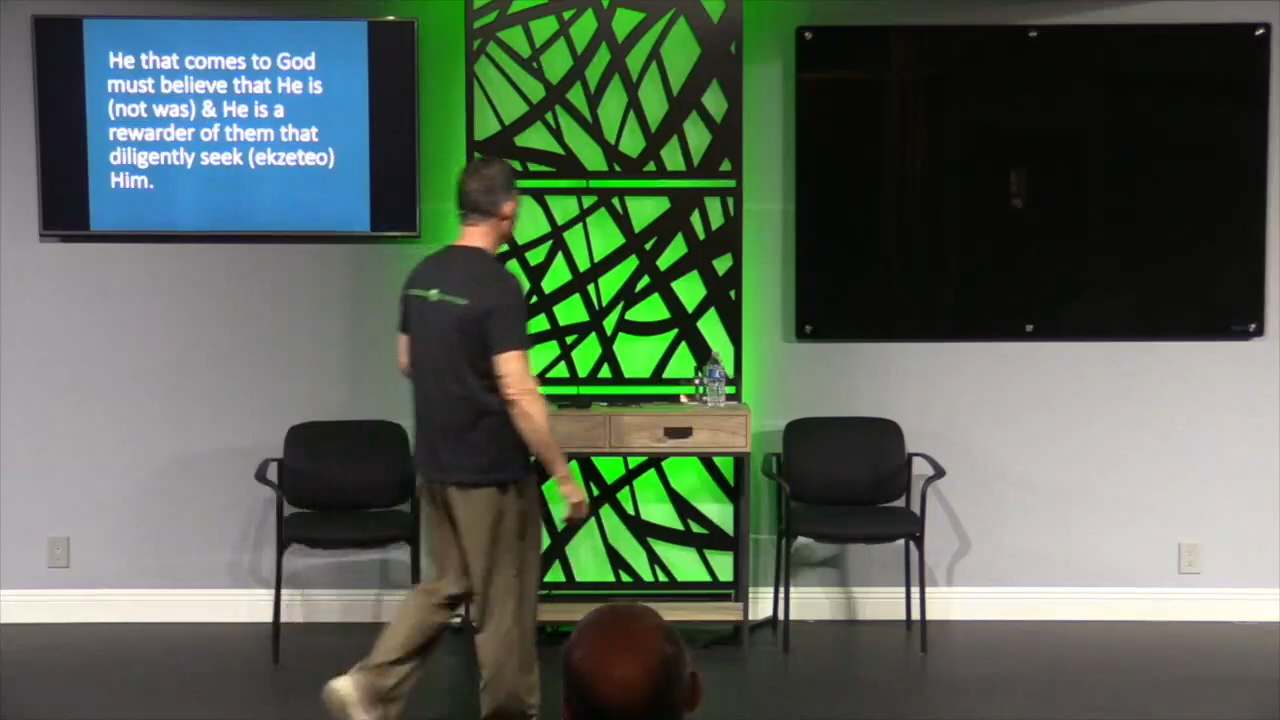 He that comes to God
must believe that He is
(not was) & He is a
rewarder of them that
diligently seek (ekzeteo)
Him.